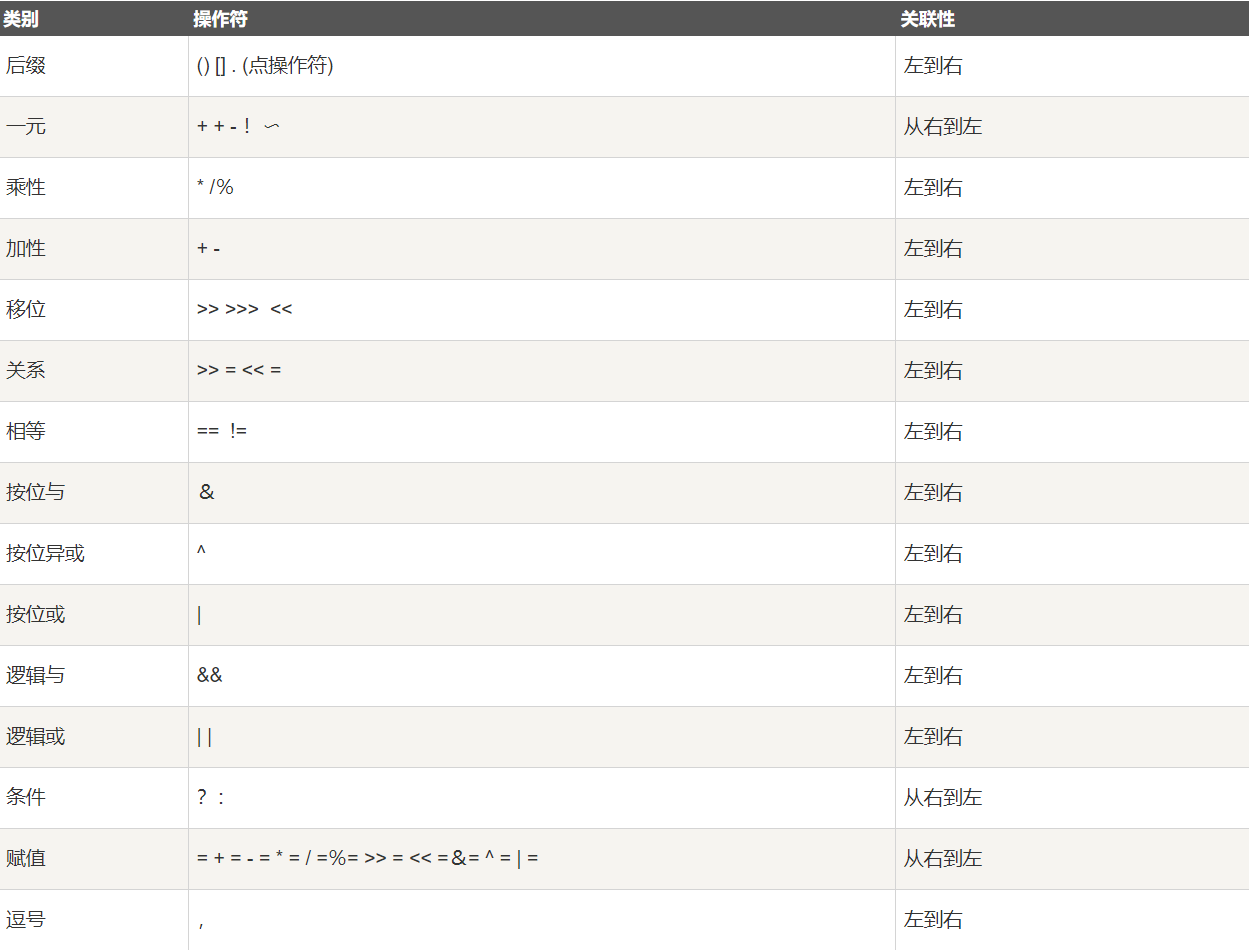 类别 操作符 关联性
后缀 () [] . (点操作符) 左到右
一元 + + - ! ∽ 从右到左
乘性 * /% 左到右
加性 + - 左到右
移位 >> >>> << 左到右
关系 >> = << = 左到右
相等 == != 左到右
按位与 & 左到右
按位异或 ^ 左到右
按位或 | 左到右
逻辑与 && 左到右
逻辑或 | | 左到右
条件 ? : 从右到左
赋值 = + = - = * = / =%= >> = << =&= ^ = | = 从右到左
逗号 , 左到右